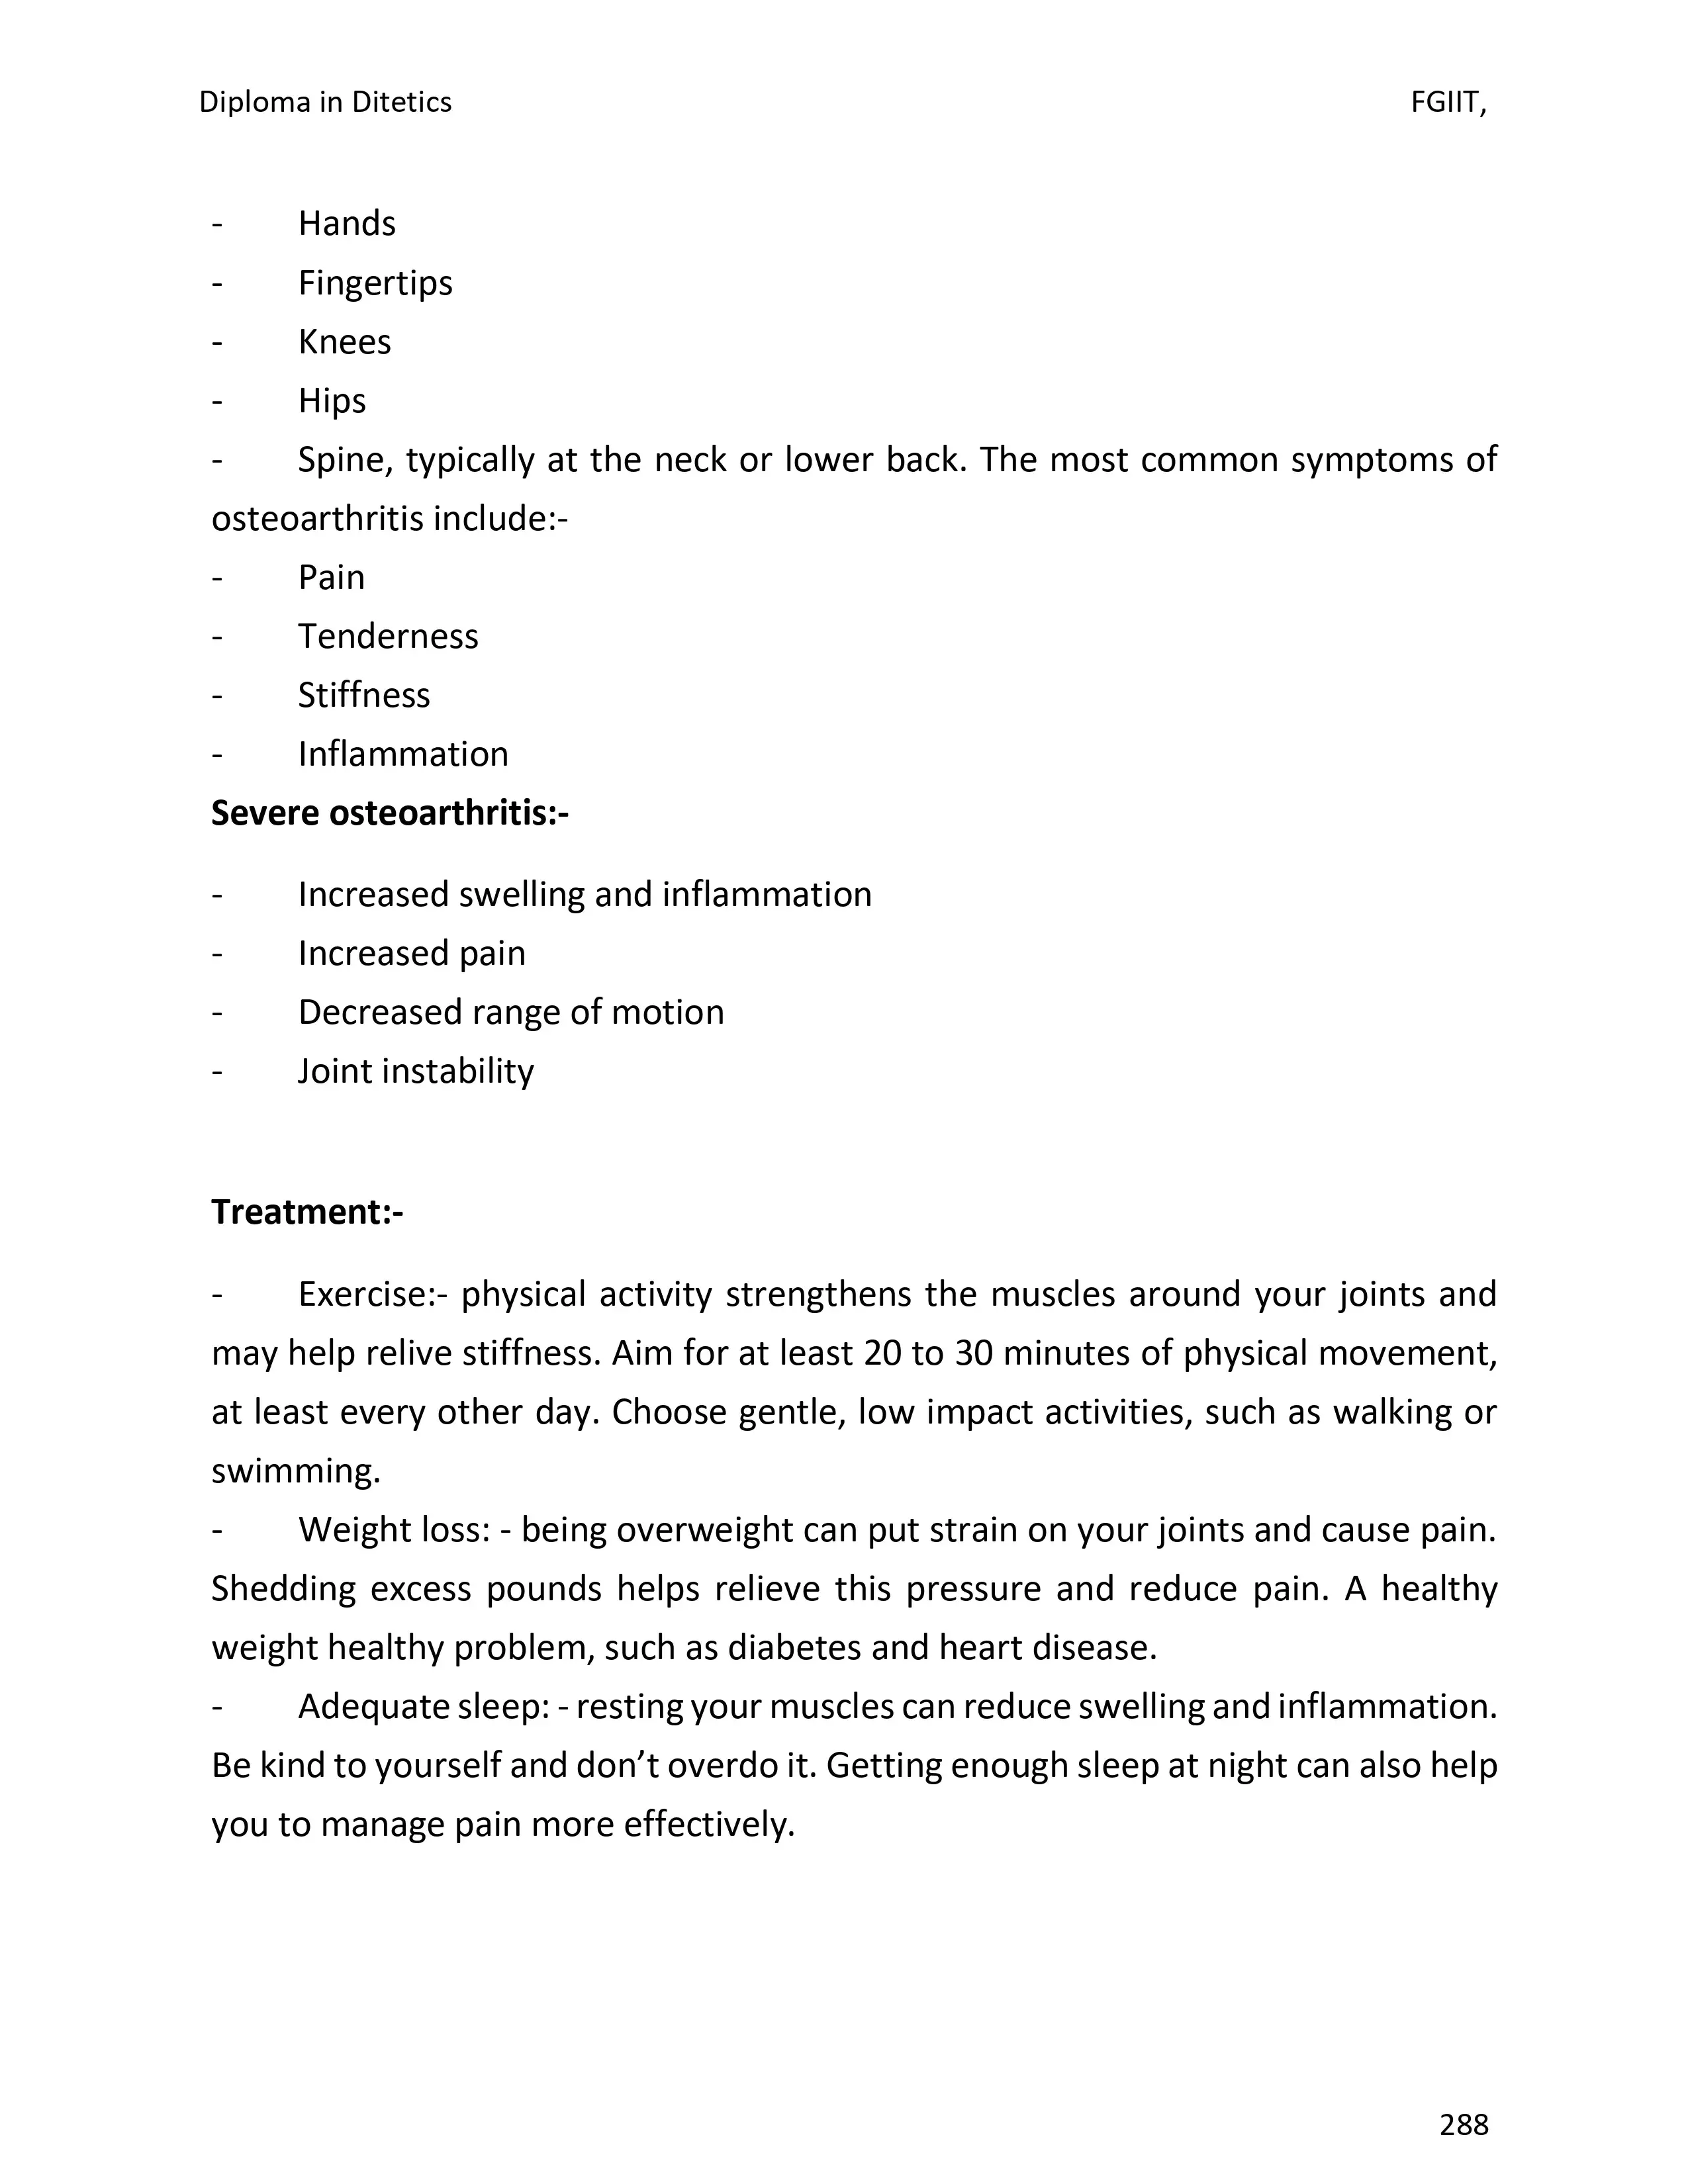 Diploma in Ditetics FGIIT,
- Hands
- Fingertips
- Knees
- Hips
- Spine, typically at the neck or lower back. The most common symptoms of
osteoarthritis include:-
- Pain
- Tenderness
- Stiffness
- Inflammation
Severe osteoarthritis:-
- Increased swelling and inflammation
- Increased pain
- Decreased range of motion
- Joint instability
Treatment:-
- Exercise:- physical activity strengthens the muscles around your joints and
may help relive stiffness. Aim for at least 20 to 30 minutes of physical movement,
at least every other day. Choose gentle, low impact activities, such as walking or
swimming.
- Weight loss: - being overweight can put strain on your joints and cause pain.
Shedding excess pounds helps relieve this pressure and reduce pain. A healthy
weight healthy problem, such as diabetes and heart disease.
- Adequate sleep: - resting your muscles can reduce swelling and inflammation.
Be kind to yourself and don’t overdo it. Getting enough sleep at night can also help
you to manage pain more effectively.
288